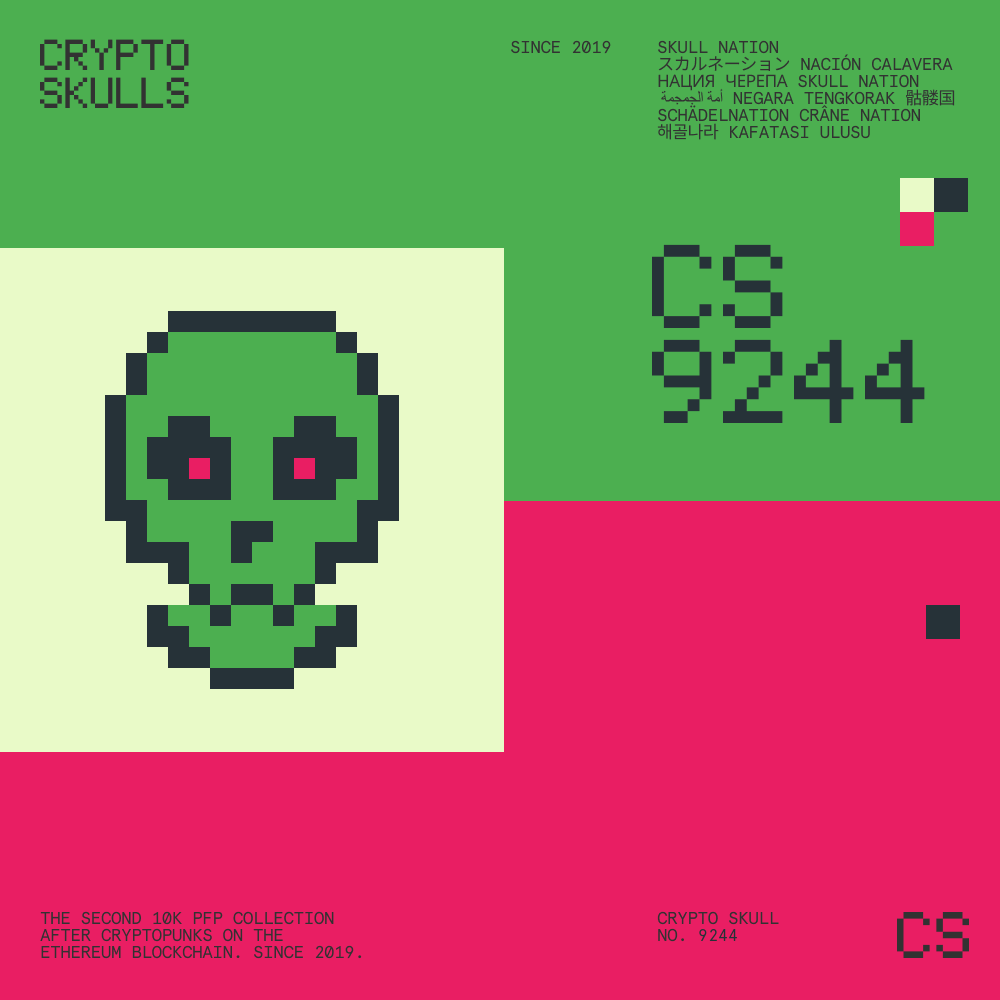 CRYPTO
SKULLS
SINCE 2019
SKULL NATION
スカルネーション NACIÓN CALAVERA
НАЦИЯ ЧЕРЕПА SKULL NATION
أمة الجمجمة NEGARA TENGKORAK 骷髅国
SCHÄDELNATION CRÂNE NATION
해골나라 KAFATASI ULUSU
CS
9244
THE SECOND 10K PFP COLLECTION
AFTER CRYPTOPUNKS ON THE
ETHEREUM BLOCKCHAIN. SINCE 2019.
CRYPTO SKULL
NO. 9244
CS